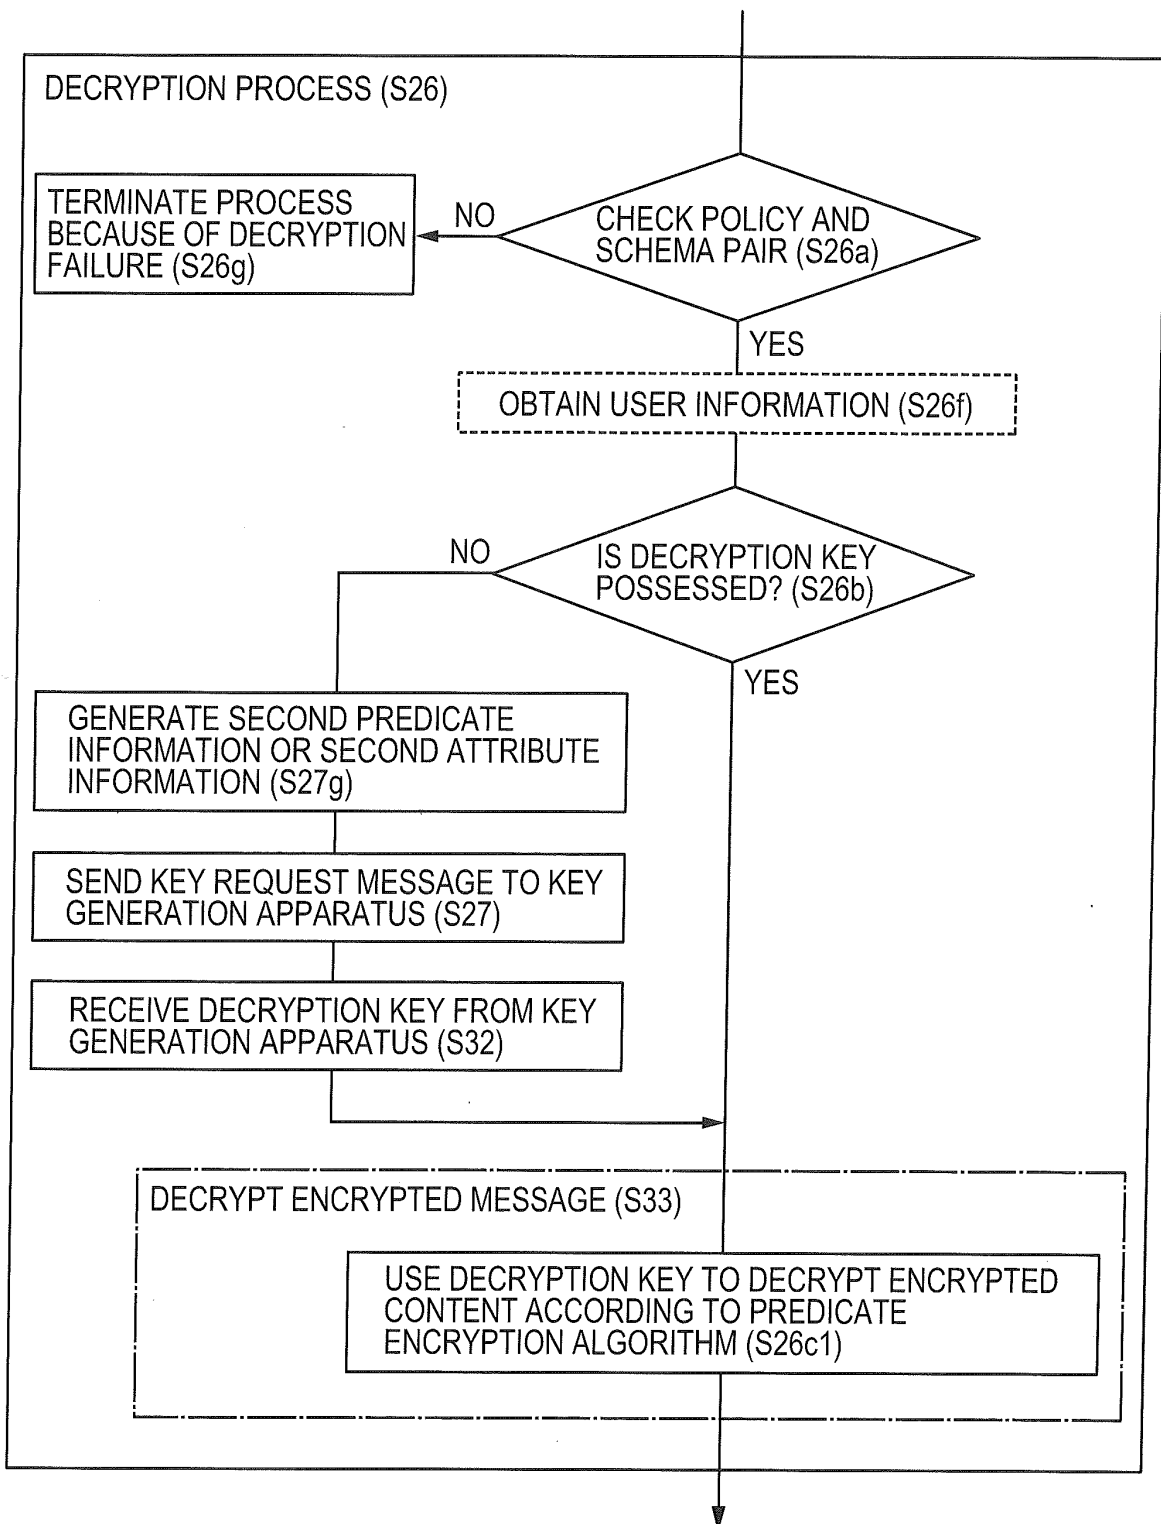 DECRYPTION PROCESS (S26)
TERMINATE PROCESS
BECAUSE OF DECRYPTION
FAILURE (S26g)
NO
CHECK POLICY AND
SCHEMA PAIR (S26a)
YES
OBTAIN USER INFORMATION (S26f)
NO
IS DECRYPTION KEY
POSSESSED? (S26b)
YES
GENERATE SECOND PREDICATE
INFORMATION OR SECOND ATTRIBUTE
INFORMATION (S27g)
SEND KEY REQUEST MESSAGE TO KEY
GENERATION APPARATUS (S27)
RECEIVE DECRYPTION KEY FROM KEY
GENERATION APPARATUS (S32)
DECRYPT ENCRYPTED MESSAGE (S33)
USE DECRYPTION KEY TO DECRYPT ENCRYPTED
CONTENT ACCORDING TO PREDICATE
ENCRYPTION ALGORITHM (S26c1)